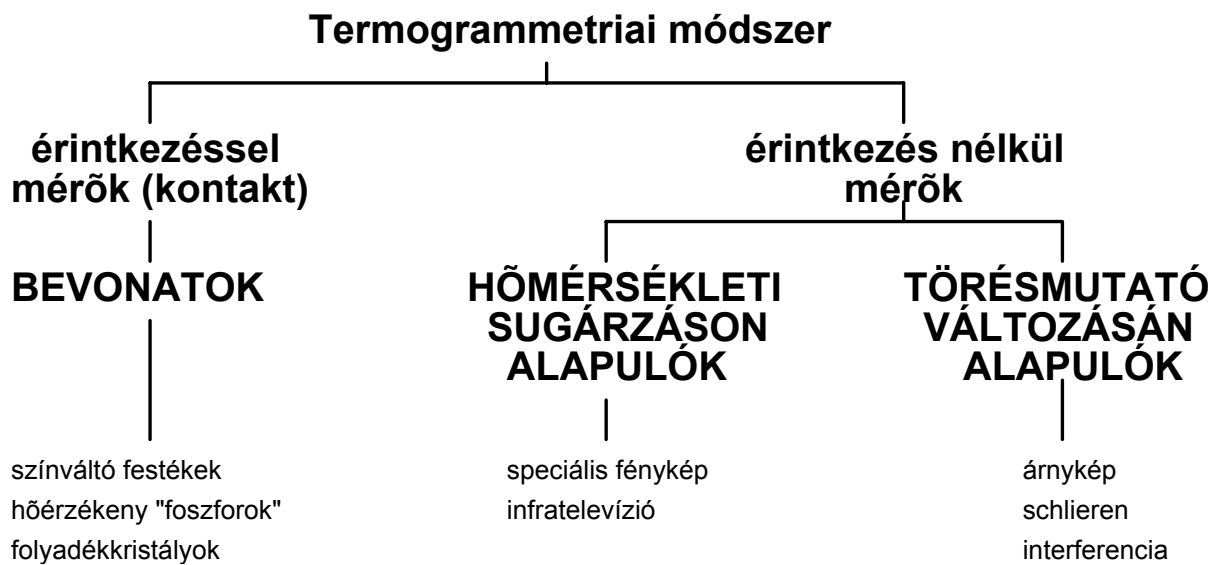 Termogrammetriai módszer
érintkezéssel
mérõk (kontakt)
érintkezés nélkül
mérõk
BEVONATOK
HÕMÉRSÉKLETI
SUGÁRZÁSON
ALAPULÓK
TÖRÉSMUTATÓ
VÁLTOZÁSÁN
ALAPULÓK
színváltó festékek
hõérzékeny "foszforok"
folyadékkristályok
speciális fénykép
infratelevízió
árnykép
schlieren
interferencia